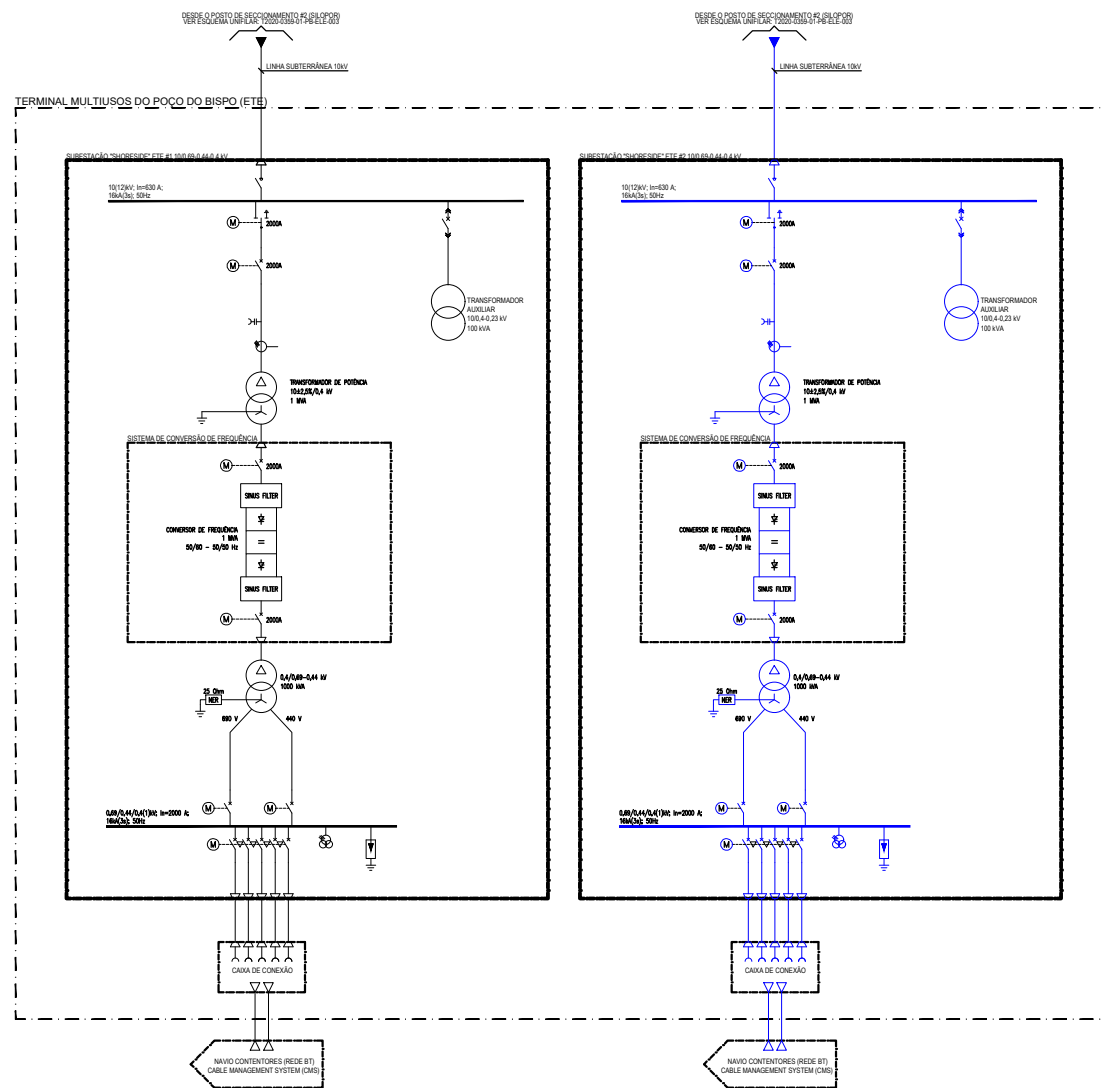 DESDE O POSTO DE SECCIONAMENTO #2 (SILOPOR)
VER ESQUEMA UNIFILAR: T2020-0359-01-PB-ELE-003
LINHA SUBTERRÂNEA 10kV
DESDE O POSTO DE SECCIONAMENTO #2 (SILOPOR)
VER ESQUEMA UNIFILAR: T2020-0359-01-PB-ELE-003
LINHA SUBTERRÂNEA 10kV
TERMINAL MULTIUSOS DO POÇO DO BISPO (ETE)
SUBESTAÇÃO "SHORESIDE" ETE #1 10/0,69-0,44-0,4 kV
10(12)kV; In=630 A;
16kA(3s); 50Hz
M
2000A
M
2000A
TRANSFORMADOR
AUXILIAR
10/0,4-0,23 kV
100 kVA
TRANSFORMADOR DE POTÊNCIA
10±2,5%/0,4 kV
1 MVA
SISTEMA DE CONVERSÃO DE FREQUÊNCIA
M
2000A
SINUS FILTER
CONVERSOR DE FREQUÊNCIA
1 MVA
50/60 - 50/50 Hz
=
SINUS FILTER
M
2000A
0,4/0,69-0,44 kV
1000 kVA
25 Ohm
NER
690 V
440 V
M
M
0,69/0,44/0,4(1)kV; In=2000 A;
16kA(3s); 50Hz
M
CAIXA DE CONEXÃO
NAVIO CONTENTORES (REDE BT)
CABLE MANAGEMENT SYSTEM (CMS)
SUBESTAÇÃO "SHORESIDE" ETE #2 10/0,69-0,44-0,4 kV
10(12)kV; In=630 A;
16kA(3s); 50Hz
M
2000A
M
2000A
TRANSFORMADOR
AUXILIAR
10/0,4-0,23 kV
100 kVA
TRANSFORMADOR DE POTÊNCIA
10±2,5%/0,4 kV
1 MVA
SISTEMA DE CONVERSÃO DE FREQUÊNCIA
M
2000A
SINUS FILTER
CONVERSOR DE FREQUÊNCIA
1 MVA
50/60 - 50/50 Hz
=
SINUS FILTER
M
2000A
0,4/0,69-0,44 kV
1000 kVA
25 Ohm
NER
690 V
440 V
M
M
0,69/0,44/0,4(1)kV; In=2000 A;
16kA(3s); 50Hz
M
CAIXA DE CONEXÃO
NAVIO CONTENTORES (REDE BT)
CABLE MANAGEMENT SYSTEM (CMS)